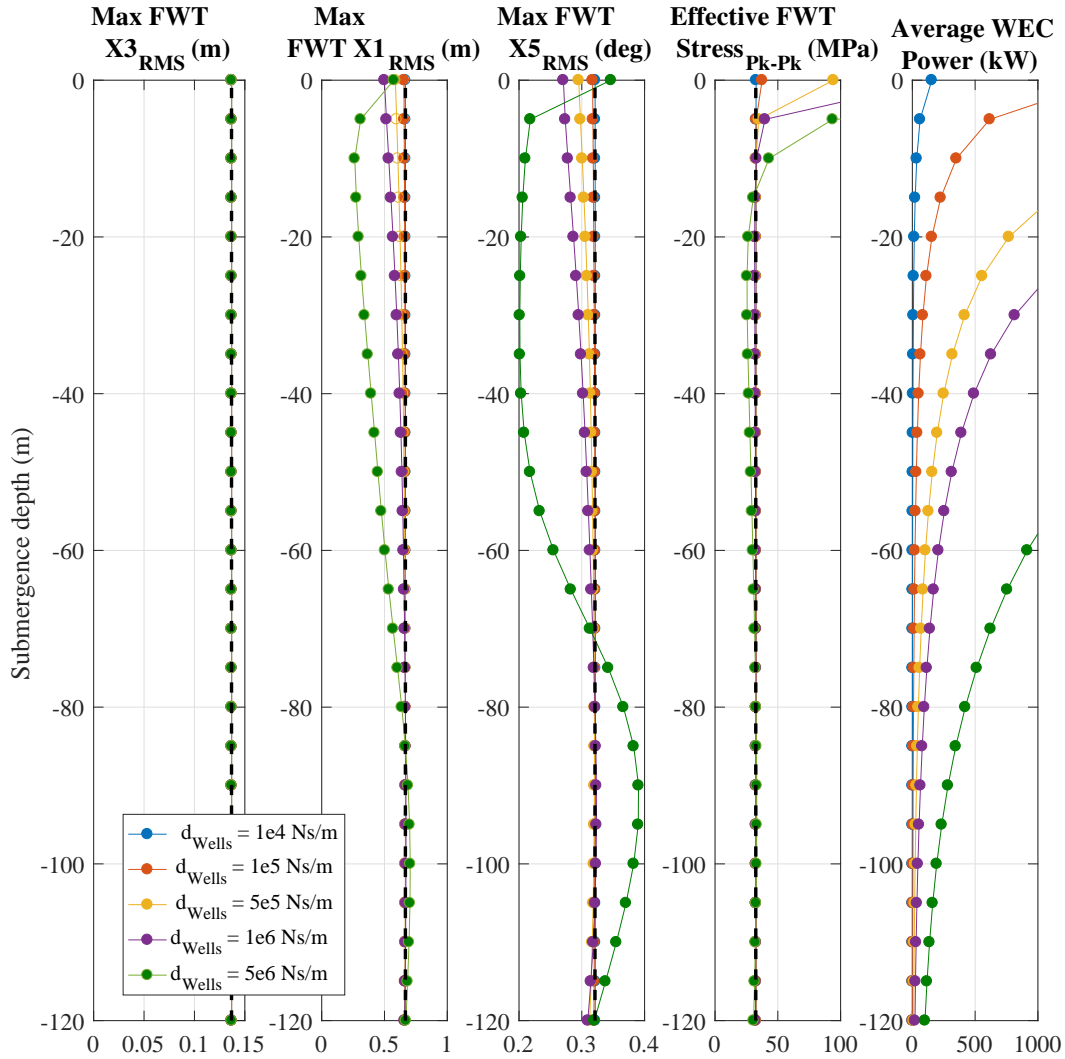 Max FWT
X3RMS (m)
Max
FWT X1RMS (m)
Max FWT
X5RMS (deg)
Effective FWT
StressPk-Pk (MPa)
Average WEC
Power (kW)
Submergence depth (m)
0
-20
-40
-60
-80
-100
-120
0 0.05 0.1 0.15
0
-20
-40
-60
-80
-100
-120
0 0.5 1
0
-20
-40
-60
-80
-100
-120
0.2 0.3 0.4
0
-20
-40
-60
-80
-100
-120
0 50 100
0
-20
-40
-60
-80
-100
-120
0 500 1000
dWells = 1e4 Ns/m
dWells = 1e5 Ns/m
dWells = 5e5 Ns/m
dWells = 1e6 Ns/m
dWells = 5e6 Ns/m